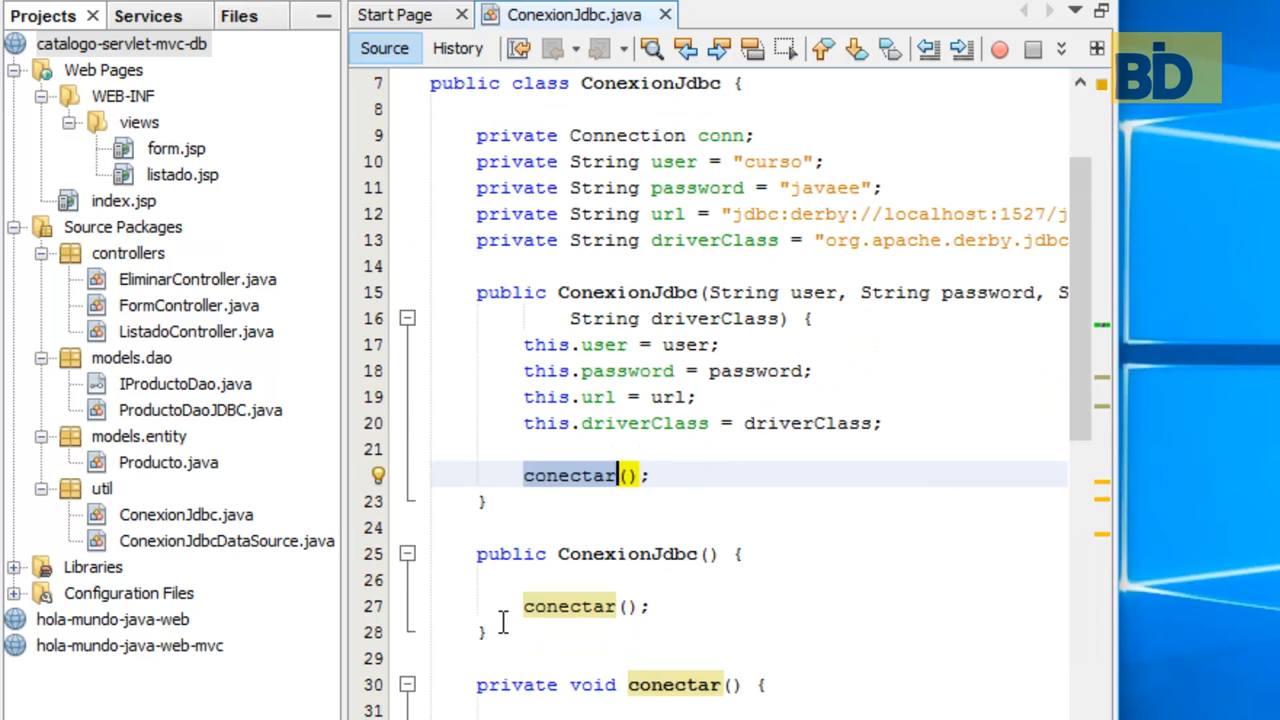 Projects
Services
Files
Start Page
ConexionJdbc.java
catalogo-servlet-mvc-db
Web Pages
WEB-INF
views
form.jsp
listado.jsp
index.jsp
Source Packages
controllers
EliminarController.java
FormController.java
ListadoController.java
models.dao
IProductoDao.java
ProductoDaoJDBC.java
models.entity
Producto.java
util
ConexionJdbc.java
ConexionJdbcDataSource.java
Libraries
Configuration Files
hola-mundo-java-web
hola-mundo-java-web-mvc
Source
History
BD
7 public class ConexionJdbc {
8
9 private Connection conn;
10 private String user = "curso";
11 private String password = "javaee";
12 private String url = "jdbc:derby://localhost:1527/j
13 private String driverClass = "org.apache.derby.jdbc
14
15 public ConexionJdbc(String user, String password, S
16 String driverClass) {
17 this.user = user;
18 this.password = password;
19 this.url = url;
20 this.driverClass = driverClass;
21
conectar();
23 }
24
25 public ConexionJdbc() {
26
27 conectar();
28 }
29
30 private void conectar() {
31